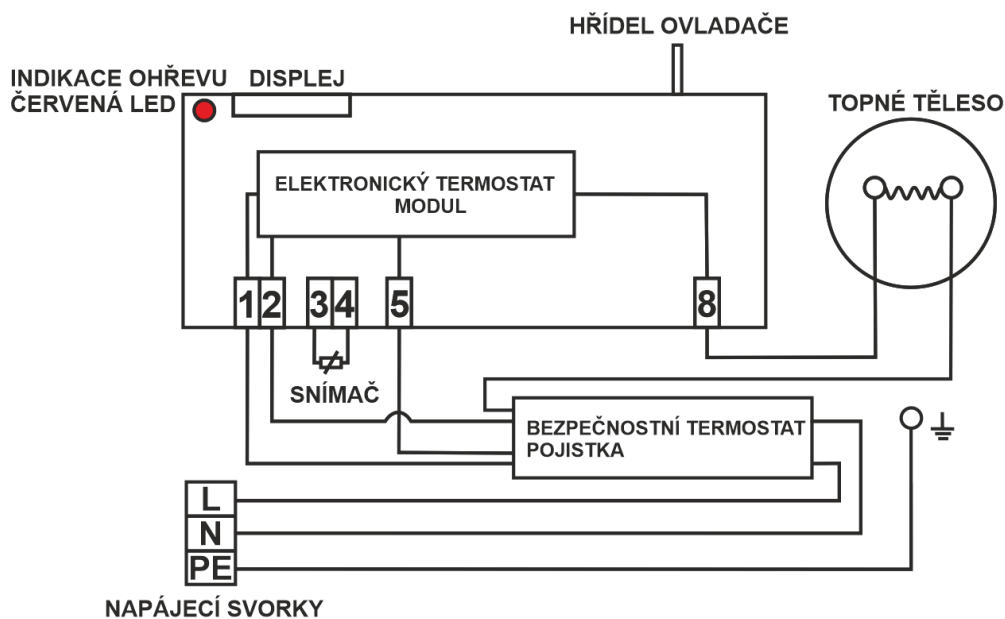 HŘÍDEL OVLADAČE
INDIKACE OHŘEVU
ČERVENÁ LED
DISPLEJ
TOPNÉ TĚLESO
ELEKTRONICKÝ TERMOSTAT
MODUL
1 2 3 4 5 8
SNÍMAČ
BEZPEČNOSTNÍ TERMOSTAT
POJISTKA
L
N
PE
NAPÁJECÍ SVORKY